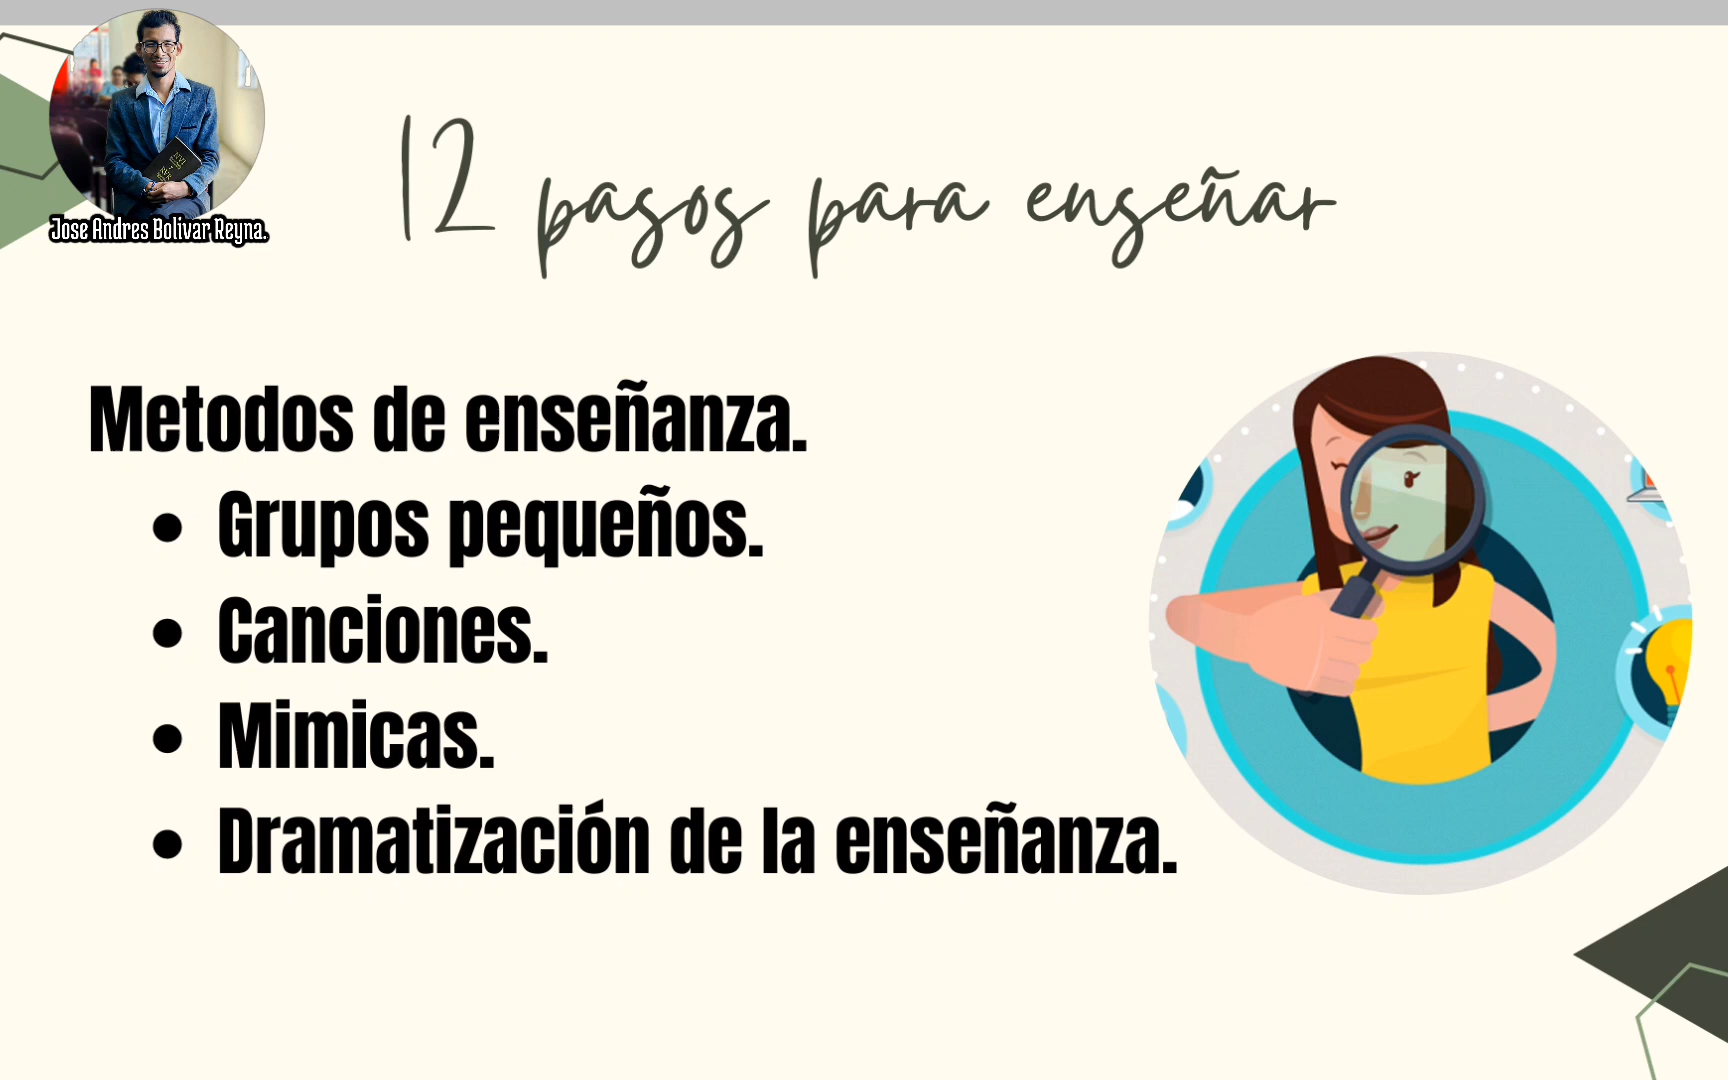 Jose Andres Bolivar Reyna.
12 pasos para enseñar
Metodos de enseñanza.
• Grupos pequeños.
• Canciones.
• Mimicas.
• Dramatización de la enseñanza.